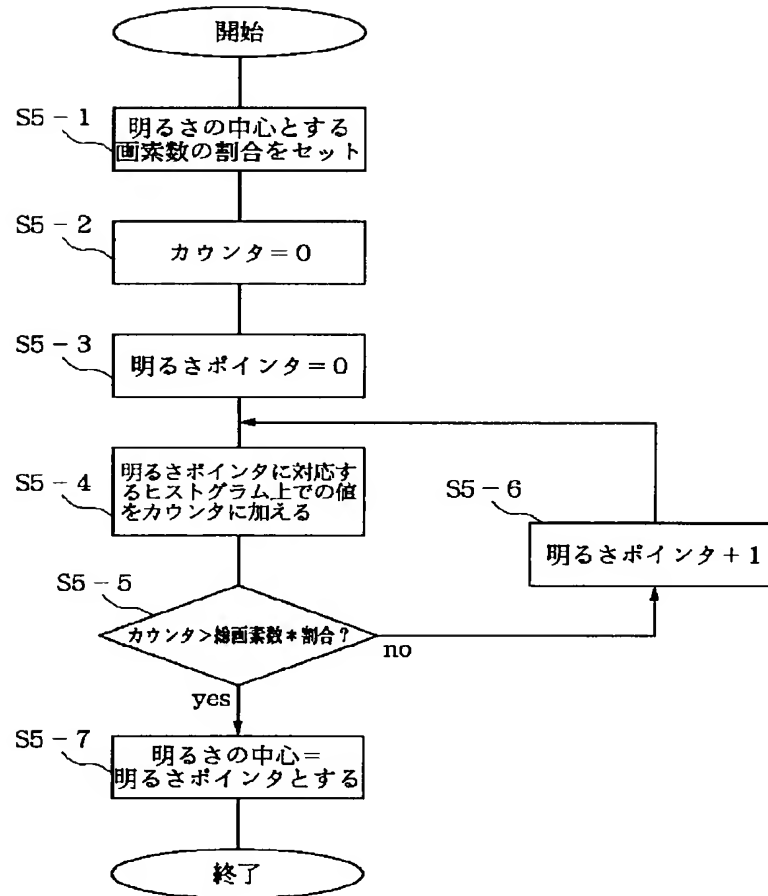 開始
S5-1
明るさの中心とする
画素数の割合をセット
S5-2
カウンタ=0
S5-3
明るさポインタ=0
S5-4
明るさポインタに対応す
るヒストグラム上での値
をカウンタに加える
S5-6
明るさポインタ+1
S5-5
カウンタ>総画素数*割合?
no
yes
S5-7
明るさの中心=
明るさポインタとする
終了